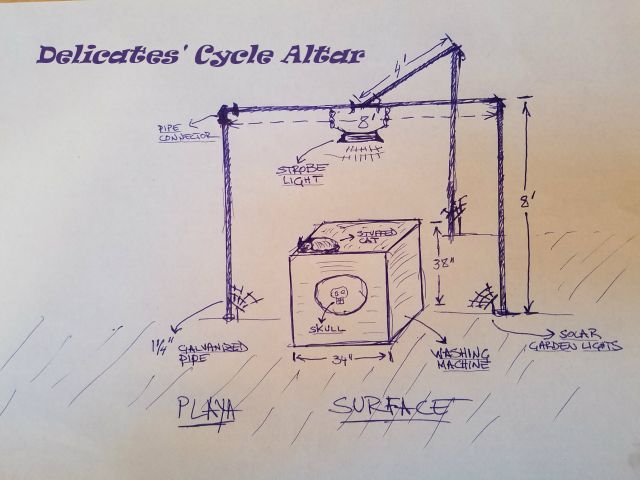 Delicates' Cycle Altar
4'
PIPE
CONNECTOR
8'
STROBE
LIGHT
8'
STUFFED
CAT
38"
SKULL
1 1/4" GALVANIZED
PIPE
34"
WASHING
MACHINE
SOLAR
GARDEN LIGHTS
PLAYA SURFACE